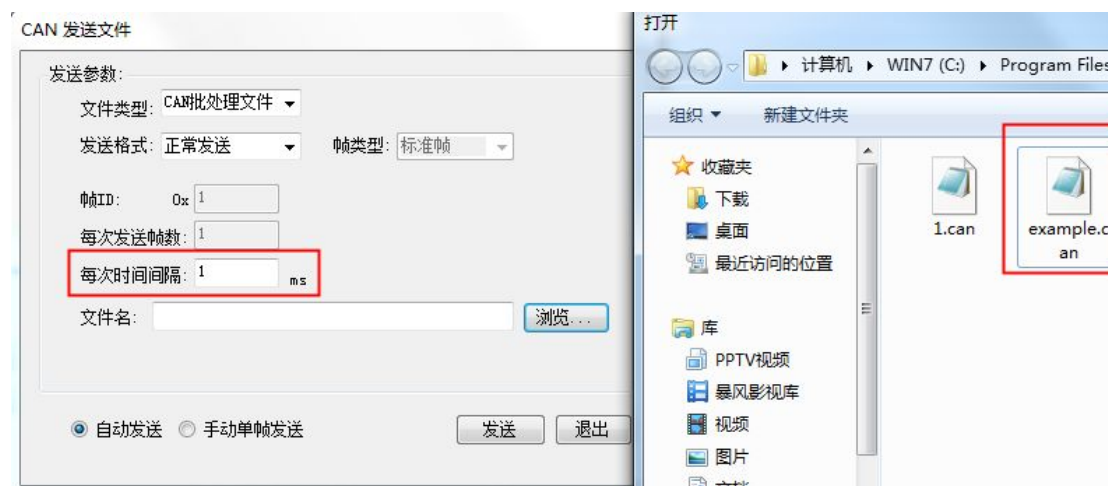 CAN 发送文件
发送参数:
文件类型: CAN批处理文件
发送格式: 正常发送 帧类型: 标准帧
帧ID: 0x 1
每次发送帧数: 1
每次时间间隔: 1 ms
文件名: 浏览...
自动发送 手动单帧发送 发送 退出
打开
计算机 WIN7 (C:) Program Files
组织 新建文件夹
收藏夹
下载
桌面
最近访问的位置
库
PPTV视频
暴风影视库
视频
图片
1.can
example.c
an